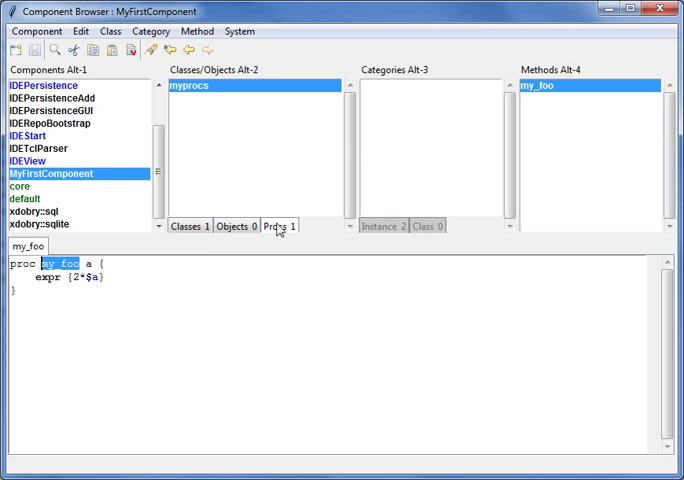 Component Browser : MyFirstComponent
Component Edit Class Category Method System
Components Alt-1
Classes/Objects Alt-2
Categories Alt-3
Methods Alt-4
IDEPersistence
IDEPersistenceAdd
IDEPersistenceGUI
IDERepoBootstrap
IDEStart
IDETclParser
IDEView
MyFirstComponent
core
default
xdobry::sql
xdobry::sqlite
myprocs
my_foo
Classes 1
Objects 0
Procs 1
Instance 2
Class 0
my_foo
proc my_foo a {
expr {2*$a}
}